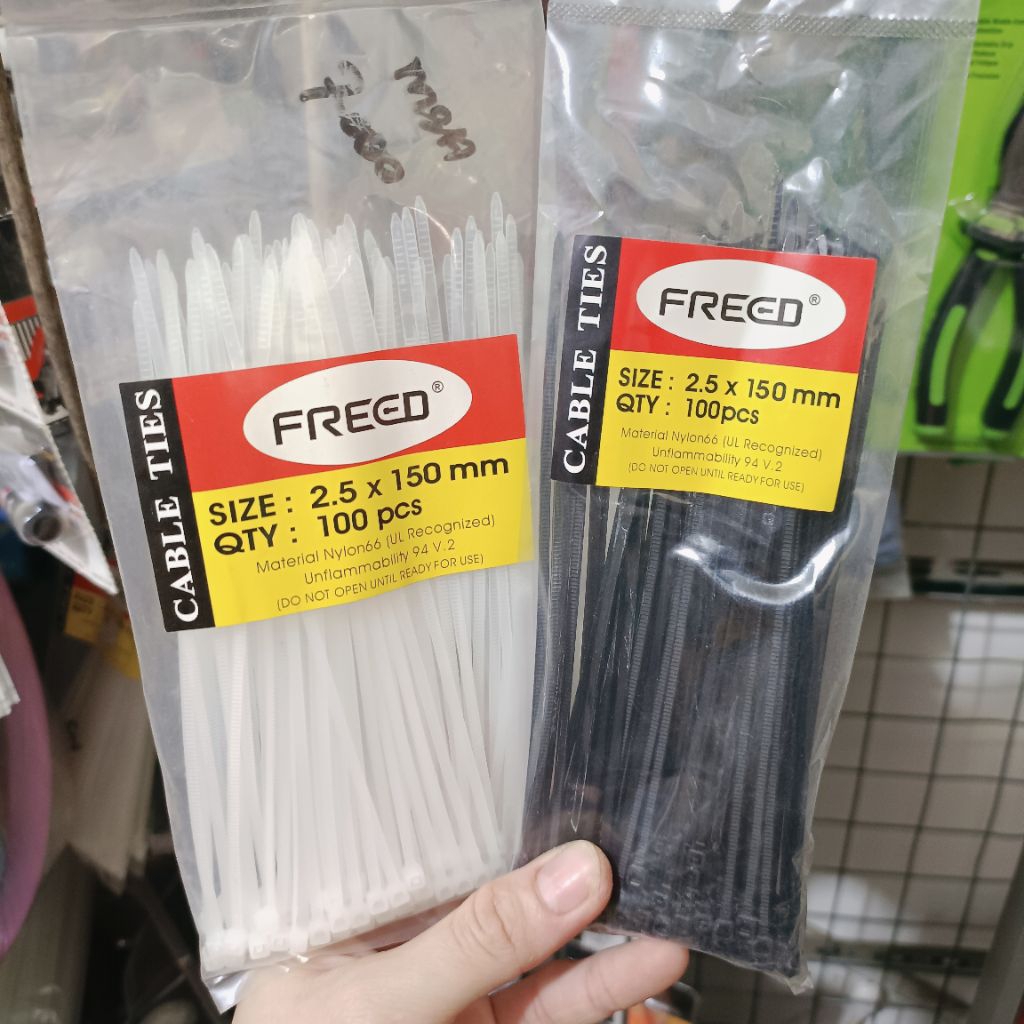 CABLE TIES
FREED®
SIZE : 2.5 x 150 mm
QTY : 100 pcs
Material Nylon66 (UL Recognized)
Unflammability 94 V.2
(DO NOT OPEN UNTIL READY FOR USE)
CABLE TIES
FREED®
SIZE : 2.5 x 150 mm
QTY : 100pcs
Material Nylon66 (UL Recognized)
Unflammability 94 V.2
(DO NOT OPEN UNTIL READY FOR USE)